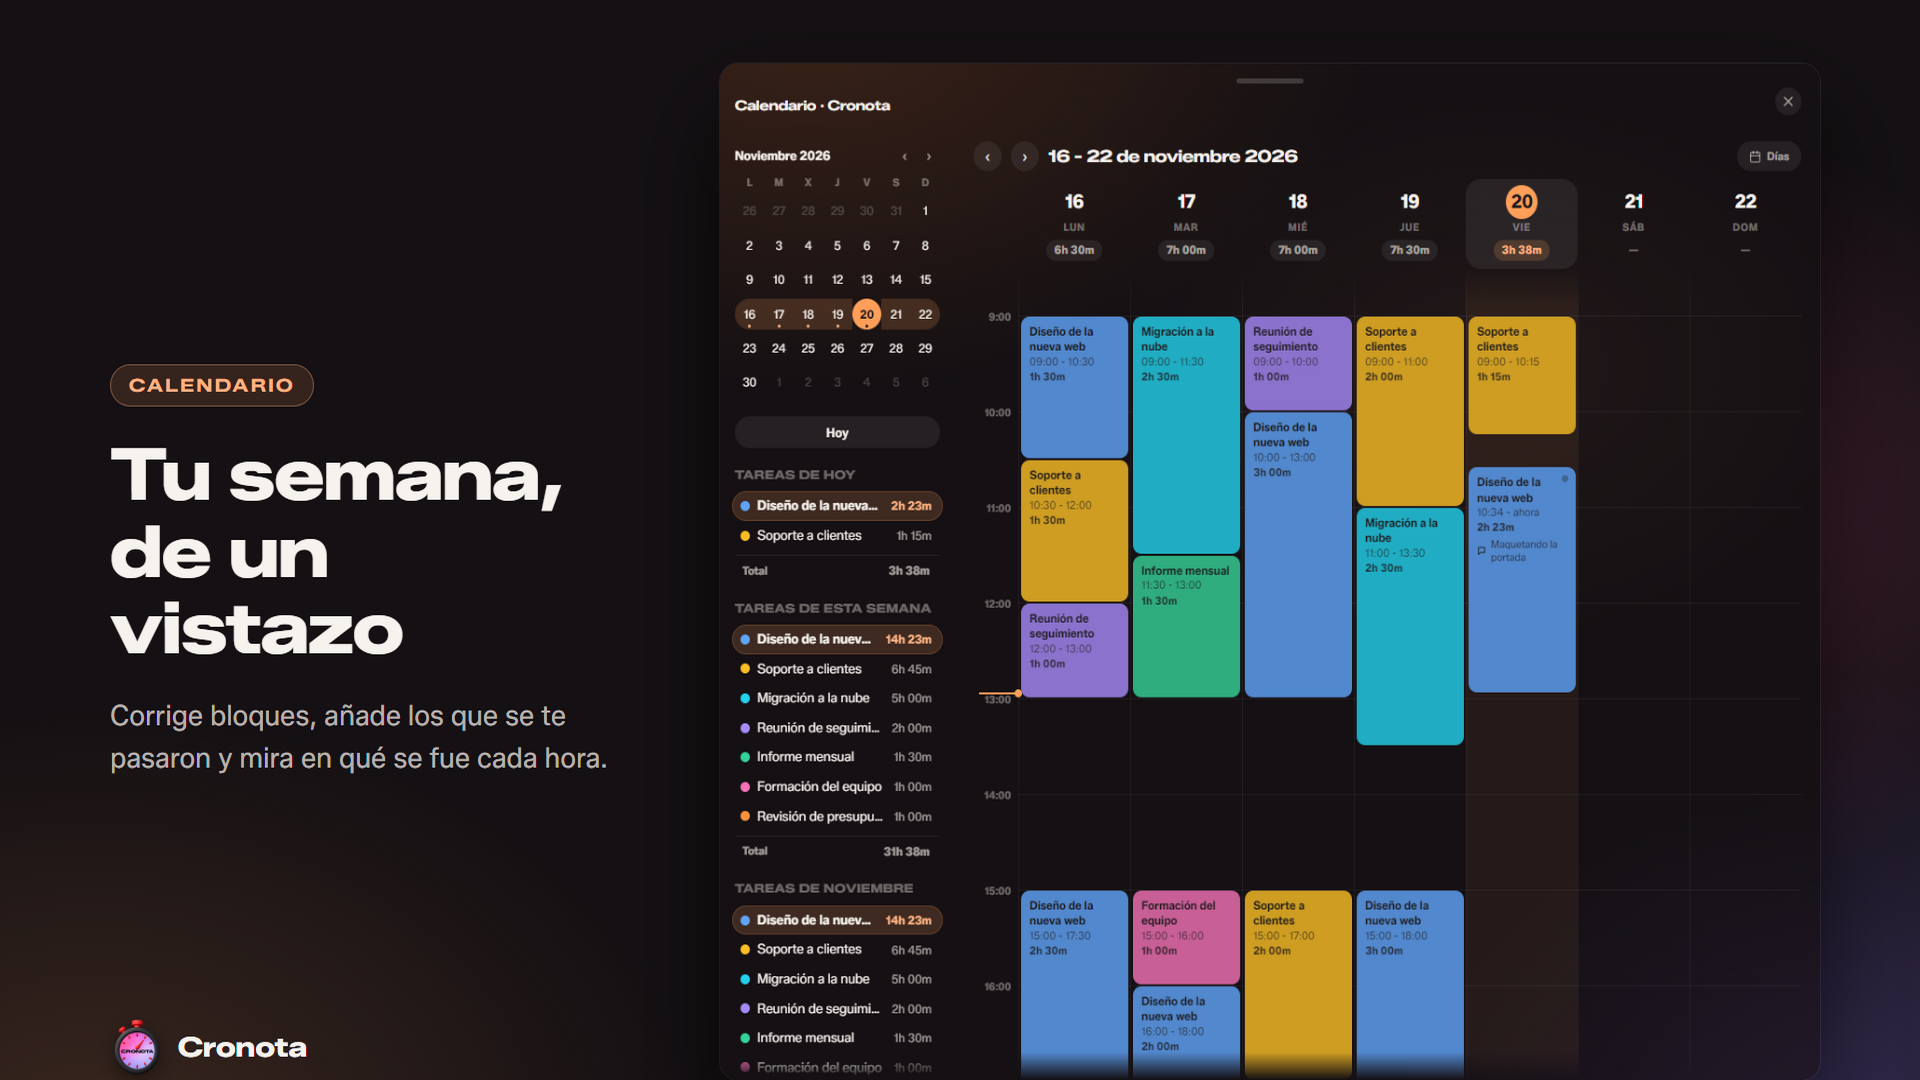 CALENDARIO
Tu semana,
de un
vistazo
Corrige bloques, añade los que se te
pasaron y mira en qué se fue cada hora.
CRONOTA
Cronota
Calendario · Cronota
Noviembre 2026
L M X J V S D
26 27 28 29 30 31 1
2 3 4 5 6 7 8
9 10 11 12 13 14 15
16 17 18 19 20 21 22
23 24 25 26 27 28 29
30 1 2 3 4 5 6
Hoy
TAREAS DE HOY
Diseño de la nueva... 2h 23m
Soporte a clientes 1h 15m
Total 3h 38m
TAREAS DE ESTA SEMANA
Diseño de la nuev... 14h 23m
Soporte a clientes 6h 45m
Migración a la nube 5h 00m
Reunión de seguimi... 2h 00m
Informe mensual 1h 30m
Formación del equipo 1h 00m
Revisión de presupu... 1h 00m
Total 31h 38m
TAREAS DE NOVIEMBRE
Diseño de la nuev... 14h 23m
Soporte a clientes 6h 45m
Migración a la nube 5h 00m
Reunión de seguimi... 2h 00m
Informe mensual 1h 30m
Formación del equipo 1h 00m
16 - 22 de noviembre 2026
Días
16 17 18 19 20 21 22
LUN MAR MIÉ JUE VIE SÁB DOM
6h 30m 7h 00m 7h 00m 7h 30m 3h 38m — —
9:00
10:00
11:00
12:00
13:00
14:00
15:00
16:00
Diseño de la
nueva web
09:00 - 10:30
1h 30m
Soporte a
clientes
10:30 - 12:00
1h 30m
Reunión de
seguimiento
12:00 - 13:00
1h 00m
Diseño de la
nueva web
15:00 - 17:30
2h 30m
Migración a la
nube
09:00 - 11:30
2h 30m
Informe mensual
11:30 - 13:00
1h 30m
Formación del
equipo
15:00 - 16:00
1h 00m
Diseño de la
nueva web
16:00 - 18:00
2h 00m
Reunión de
seguimiento
09:00 - 10:00
1h 00m
Diseño de la
nueva web
10:00 - 13:00
3h 00m
Soporte a
clientes
15:00 - 17:00
2h 00m
Soporte a
clientes
09:00 - 11:00
2h 00m
Migración a la
nube
11:00 - 13:30
2h 30m
Diseño de la
nueva web
15:00 - 18:00
3h 00m
Soporte a
clientes
09:00 - 10:15
1h 15m
Diseño de la
nueva web
10:34 - ahora
2h 23m
Maquetando la
portada